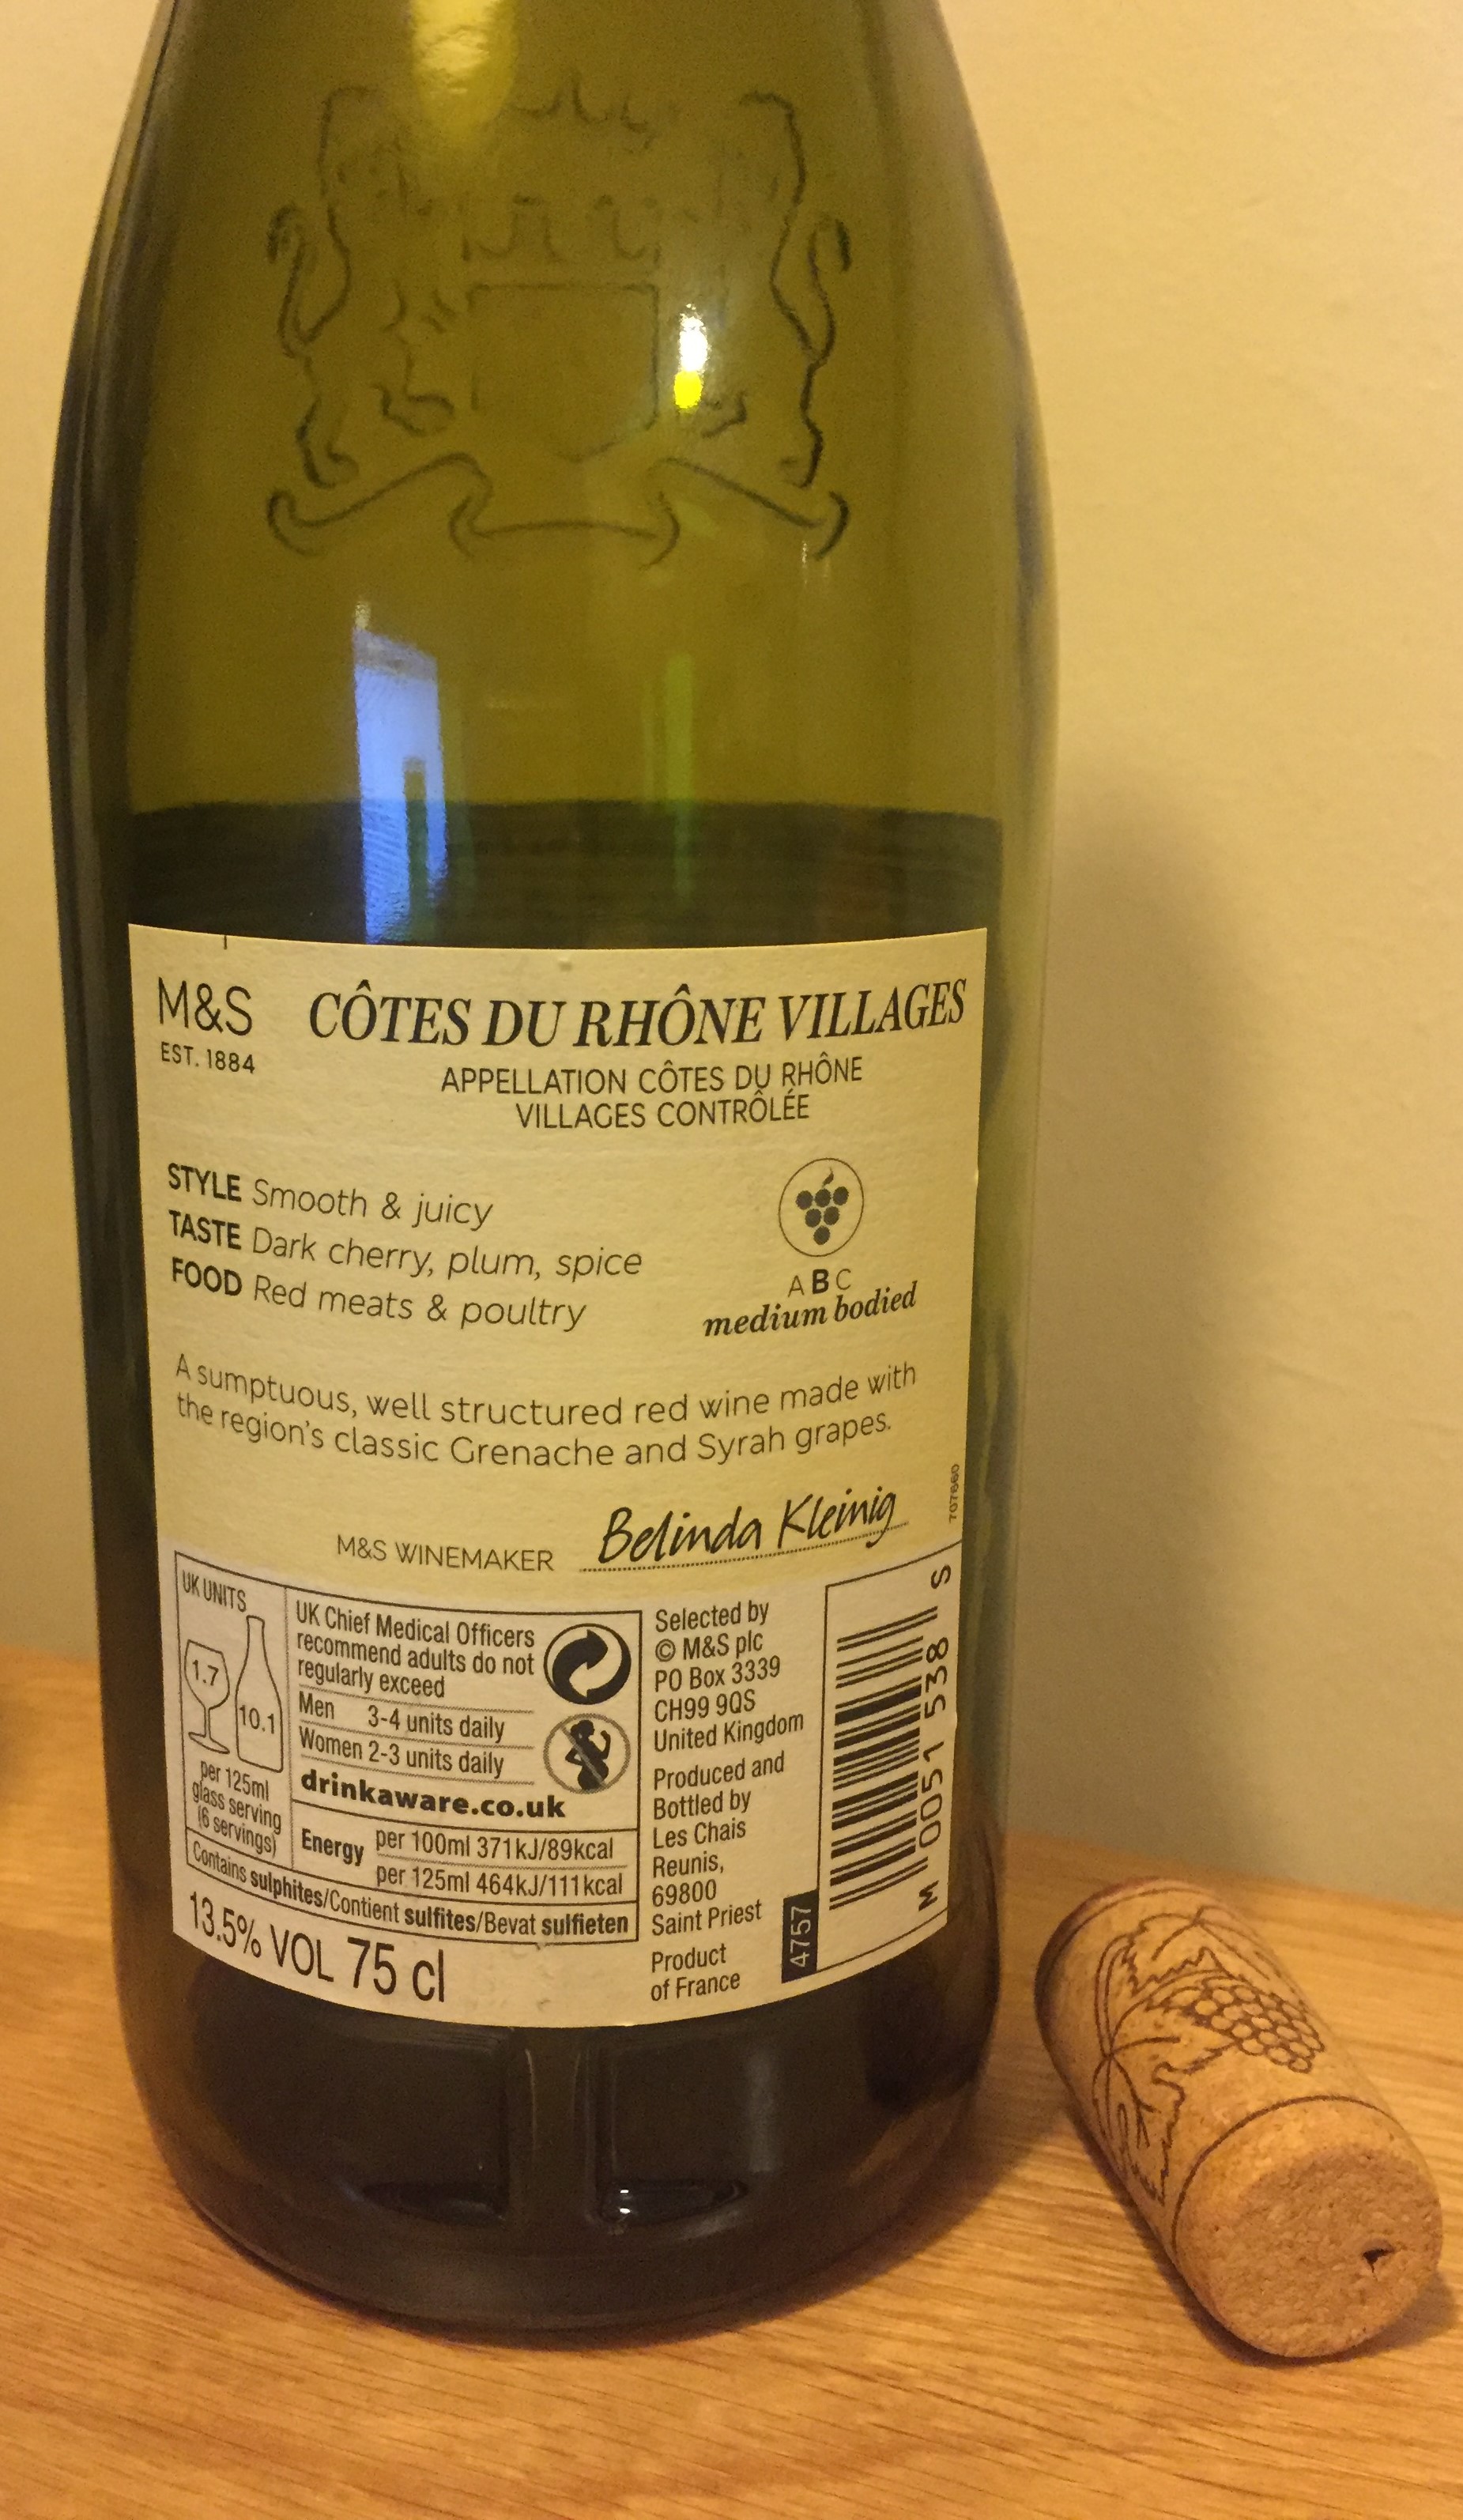 M&S
EST. 1884
CÔTES DU RHÔNE VILLAGES
APPELLATION CÔTES DU RHÔNE
VILLAGES CONTRÔLÉE
STYLE Smooth & juicy
TASTE Dark cherry, plum, spice
FOOD Red meats & poultry
A B C
medium bodied
A sumptuous, well structured red wine made with
the region's classic Grenache and Syrah grapes.
707660
M&S WINEMAKER Belinda Kleinig
UK UNITS
1.7
10.1
per 125ml
glass serving
(6 servings)
UK Chief Medical Officers
recommend adults do not
regularly exceed
Men 3-4 units daily
Women 2-3 units daily
drinkaware.co.uk
Energy per 100ml 371kJ/89kcal
per 125ml 464kJ/111kcal
Contains sulphites/Contient sulfites/Bevat sulfieten
13.5% VOL 75 cl
Selected by
© M&S plc
PO Box 3339
CH99 9QS
United Kingdom
Produced and
Bottled by
Les Chais
Reunis,
69800
Saint Priest
Product
of France
4757
M 0051 538 S